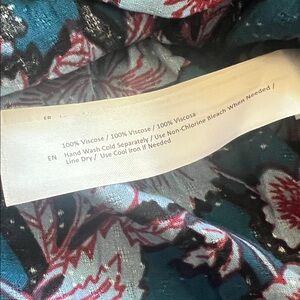 100% Viscose / 100% Viscose / 100% Viscosa
EN Hand Wash Cold Separately / Use Non-Chlorine Bleach When Needed /
Line Dry / Use Cool Iron If Needed